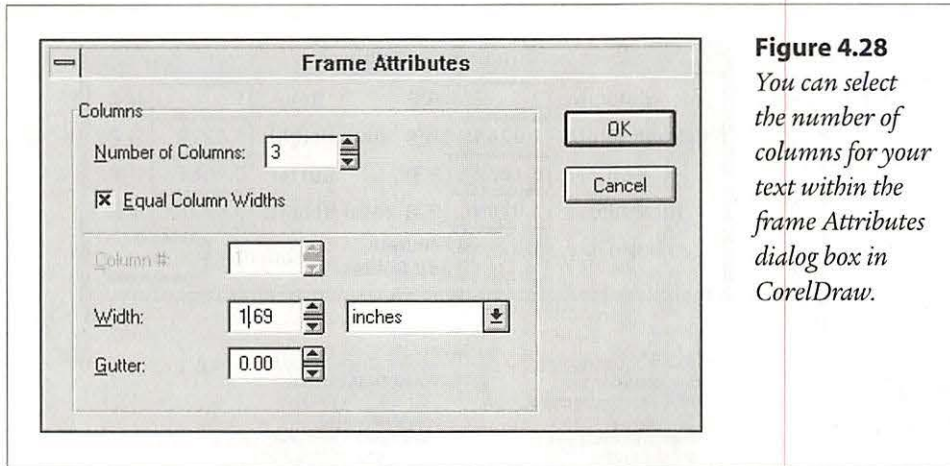 Frame Attributes
Columns
Number of Columns: 3
Equal Column Widths
Column #: 1
Width: 1.69 inches
Gutter: 0.00
OK
Cancel
Figure 4.28
You can select
the number of
columns for your
text within the
frame Attributes
dialog box in
CorelDraw.